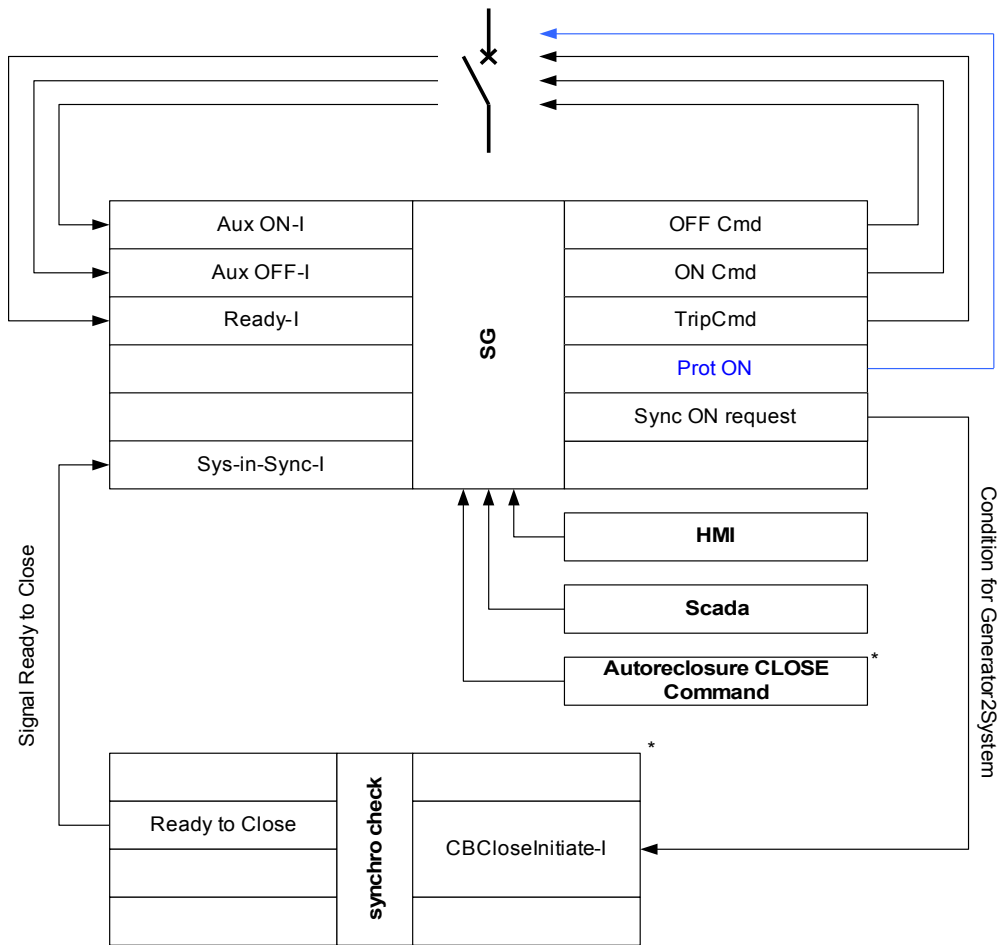 Aux ON-I
OFF Cmd
Aux OFF-I
ON Cmd
Ready-I
TripCmd
SG
Prot ON
Sync ON request
Sys-in-Sync-I
HMI
Scada
Autoreclosure CLOSE
Command
*
Signal Ready to Close
Condition for Generator2System
*
synchro check
Ready to Close
CBCloseInitiate-I